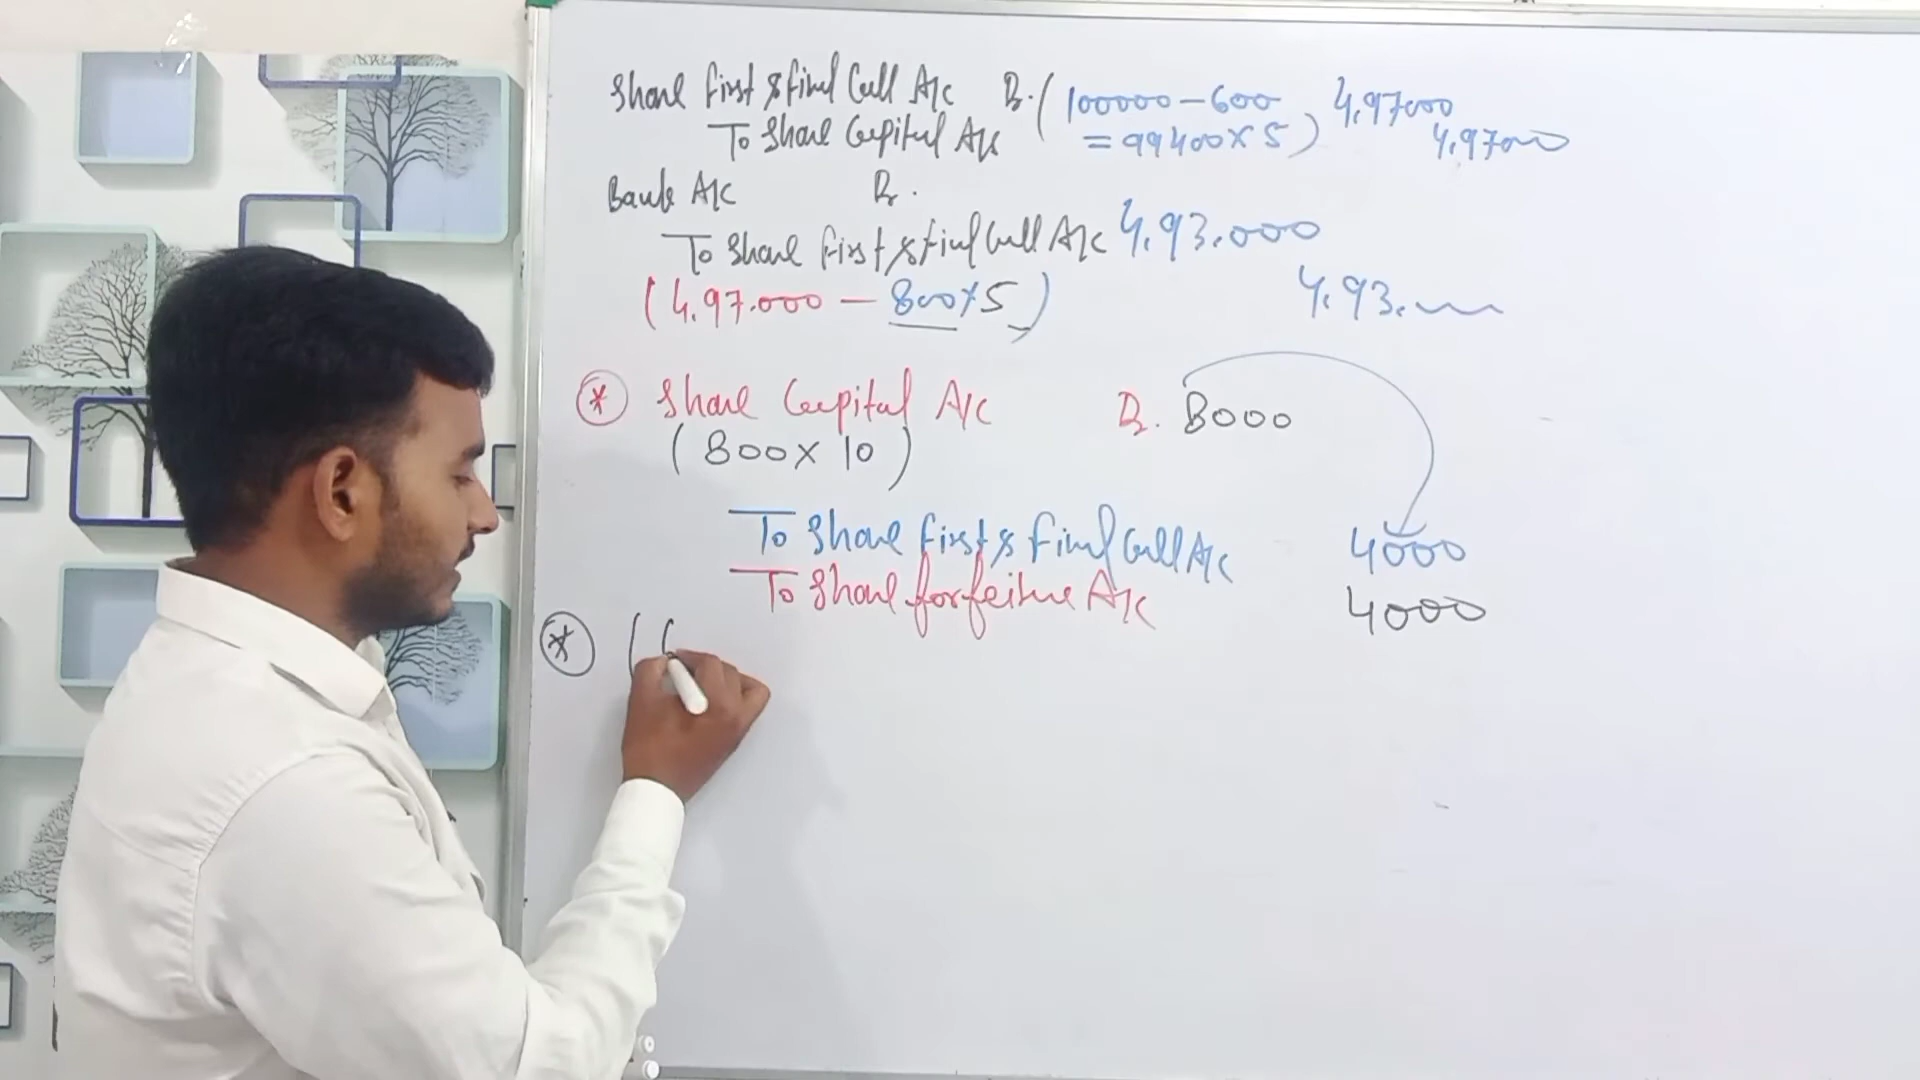 Share First & Final Call A/c Dr. (100000-600 4,97000
To Share Capital A/c = 99400×5) 4,97000
Bank A/c Dr.
To Share First & Final Call A/c 4,93,000
(4,97,000 - 800×5) 4,93,
* Share Capital A/c Dr. 8000
(800×10)
To Share First & Final Call A/c 4000
To Share forfeiture A/c 4000
* (